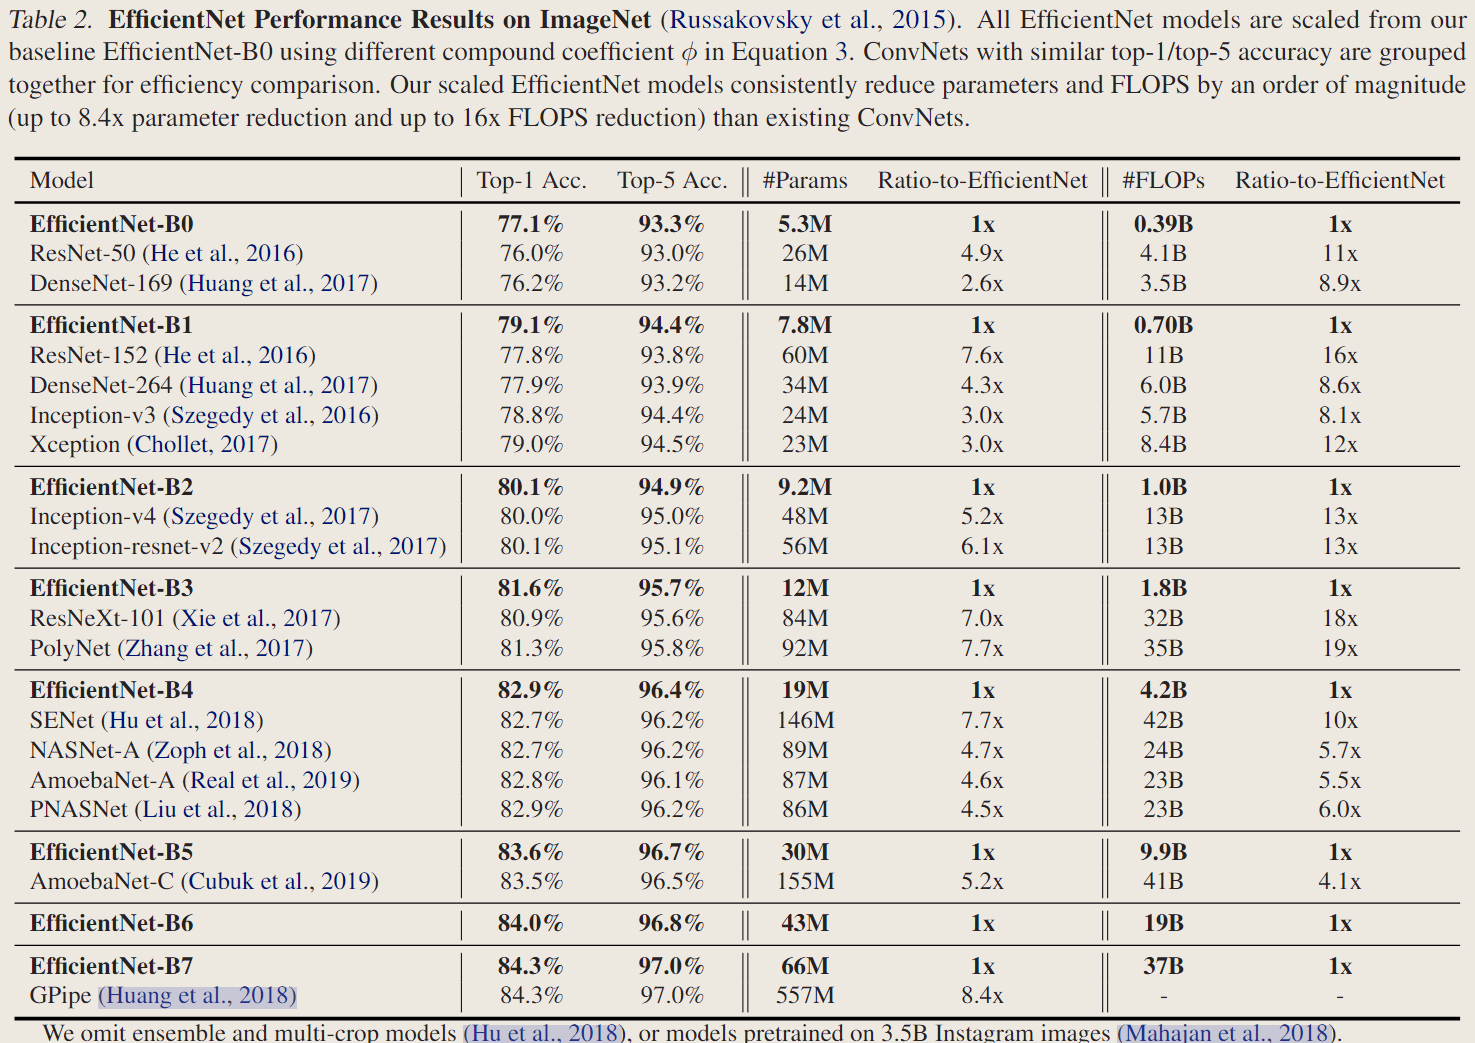 Table 2. EfficientNet Performance Results on ImageNet (Russakovsky et al., 2015). All EfficientNet models are scaled from our
baseline EfficientNet-B0 using different compound coefficient ϕ in Equation 3. ConvNets with similar top-1/top-5 accuracy are grouped
together for efficiency comparison. Our scaled EfficientNet models consistently reduce parameters and FLOPS by an order of magnitude
(up to 8.4x parameter reduction and up to 16x FLOPS reduction) than existing ConvNets.
Model Top-1 Acc. Top-5 Acc. #Params Ratio-to-EfficientNet #FLOPs Ratio-to-EfficientNet
EfficientNet-B0 77.1% 93.3% 5.3M 1x 0.39B 1x
ResNet-50 (He et al., 2016) 76.0% 93.0% 26M 4.9x 4.1B 11x
DenseNet-169 (Huang et al., 2017) 76.2% 93.2% 14M 2.6x 3.5B 8.9x
EfficientNet-B1 79.1% 94.4% 7.8M 1x 0.70B 1x
ResNet-152 (He et al., 2016) 77.8% 93.8% 60M 7.6x 11B 16x
DenseNet-264 (Huang et al., 2017) 77.9% 93.9% 34M 4.3x 6.0B 8.6x
Inception-v3 (Szegedy et al., 2016) 78.8% 94.4% 24M 3.0x 5.7B 8.1x
Xception (Chollet, 2017) 79.0% 94.5% 23M 3.0x 8.4B 12x
EfficientNet-B2 80.1% 94.9% 9.2M 1x 1.0B 1x
Inception-v4 (Szegedy et al., 2017) 80.0% 95.0% 48M 5.2x 13B 13x
Inception-resnet-v2 (Szegedy et al., 2017) 80.1% 95.1% 56M 6.1x 13B 13x
EfficientNet-B3 81.6% 95.7% 12M 1x 1.8B 1x
ResNeXt-101 (Xie et al., 2017) 80.9% 95.6% 84M 7.0x 32B 18x
PolyNet (Zhang et al., 2017) 81.3% 95.8% 92M 7.7x 35B 19x
EfficientNet-B4 82.9% 96.4% 19M 1x 4.2B 1x
SENet (Hu et al., 2018) 82.7% 96.2% 146M 7.7x 42B 10x
NASNet-A (Zoph et al., 2018) 82.7% 96.2% 89M 4.7x 24B 5.7x
AmoebaNet-A (Real et al., 2019) 82.8% 96.1% 87M 4.6x 23B 5.5x
PNASNet (Liu et al., 2018) 82.9% 96.2% 86M 4.5x 23B 6.0x
EfficientNet-B5 83.6% 96.7% 30M 1x 9.9B 1x
AmoebaNet-C (Cubuk et al., 2019) 83.5% 96.5% 155M 5.2x 41B 4.1x
EfficientNet-B6 84.0% 96.8% 43M 1x 19B 1x
EfficientNet-B7 84.3% 97.0% 66M 1x 37B 1x
GPipe (Huang et al., 2018) 84.3% 97.0% 557M 8.4x - -
We omit ensemble and multi-crop models (Hu et al., 2018), or models pretrained on 3.5B Instagram images (Mahajan et al., 2018).